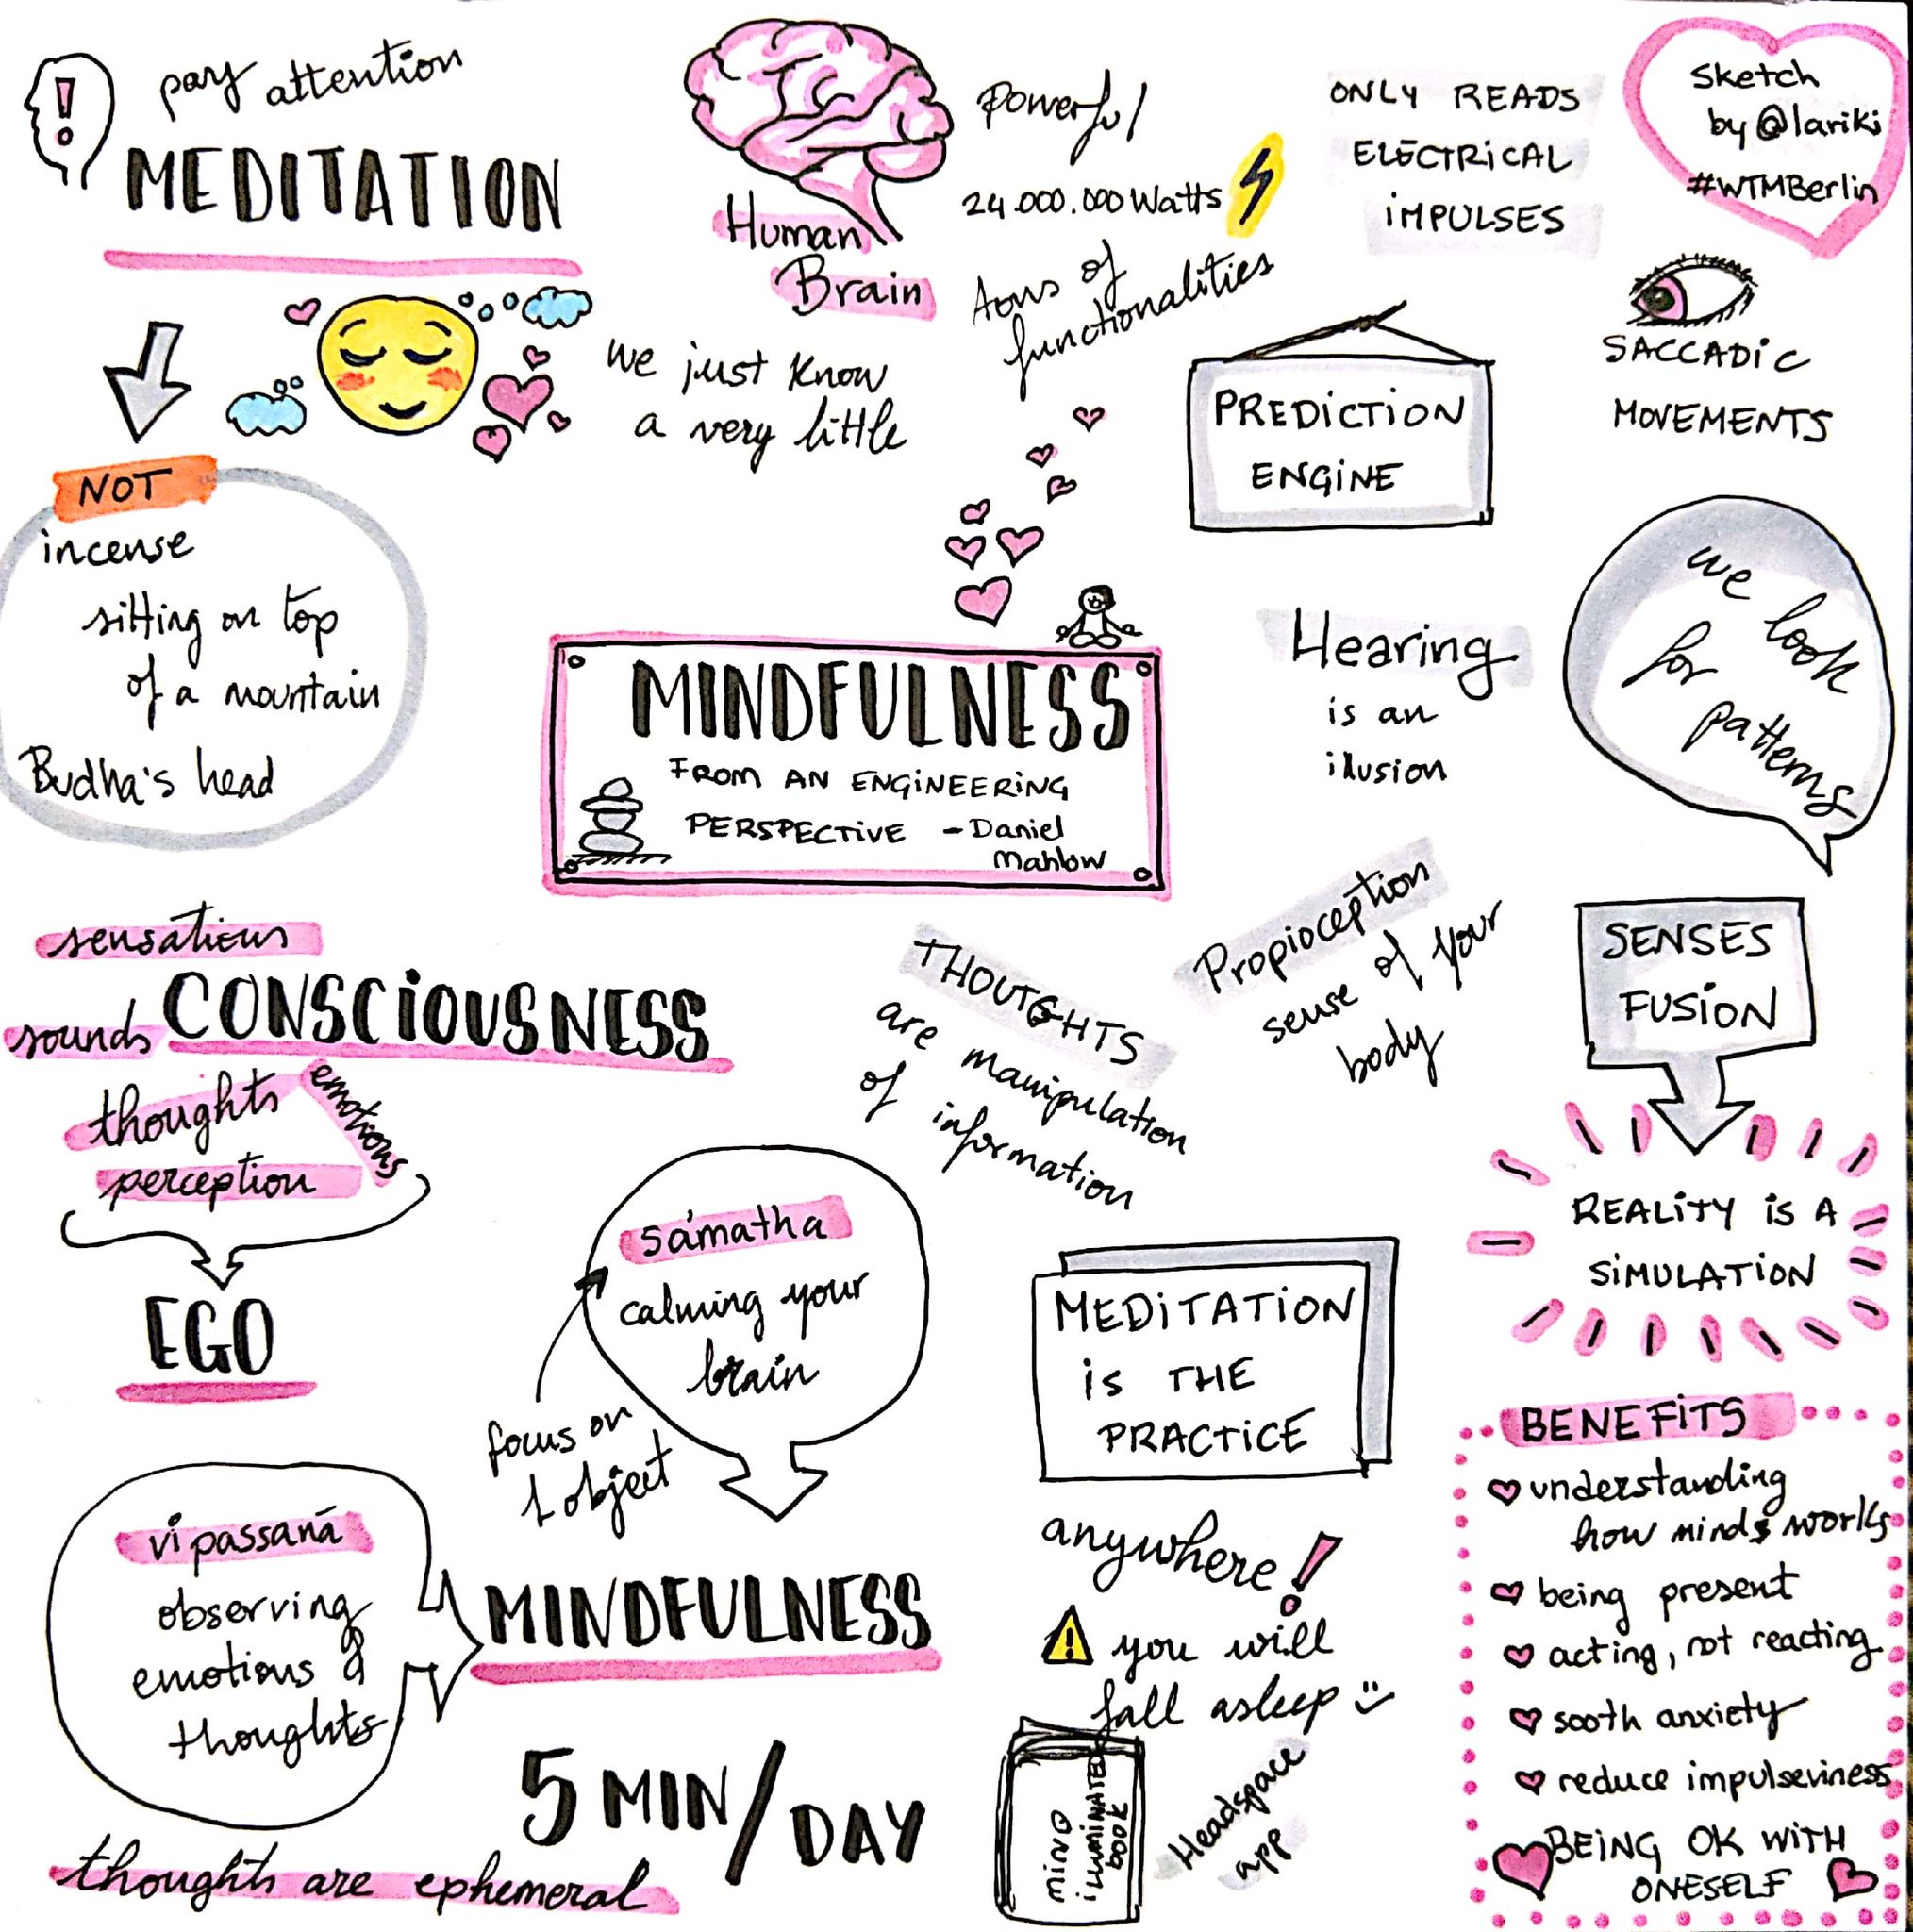 !
pay attention
MEDITATION
Human
Brain
Powerful
24.000.000 Watts
Tons of
functionalities
ONLY READS
ELECTRICAL
IMPULSES
Sketch
by @lariki
#WTMBerlin
we just know
a very little
PREDICTION
ENGINE
SACCADIC
MOVEMENTS
NOT
incense
sitting on top
of a mountain
Budha's head
MINDFULNESS
FROM AN ENGINEERING
PERSPECTIVE - Daniel
Mahlow
Hearing
is an
ilusion
we look
for
patterns
sensations
sounds CONSCIOUSNESS
thoughts
emotions
perception
EGO
THOUTGHTS
are manipulation
of information
Propioception
sense of your
body
SENSES
FUSION
REALITY IS A
SIMULATION
sámatha
calming your
brain
focus on
1 object
MEDITATION
IS THE
PRACTICE
anywhere!
! you will
fall asleep
vipassanā
observing
emotions &
thoughts
MINDFULNESS
5 MIN/DAY
thoughts are ephemeral
MIND
ILLUMINATED
BOOK
Headspace
app
BENEFITS
understanding
how minds works
being present
acting, not reacting
sooth anxiety
reduce impulseviness
BEING OK WITH
ONESELF